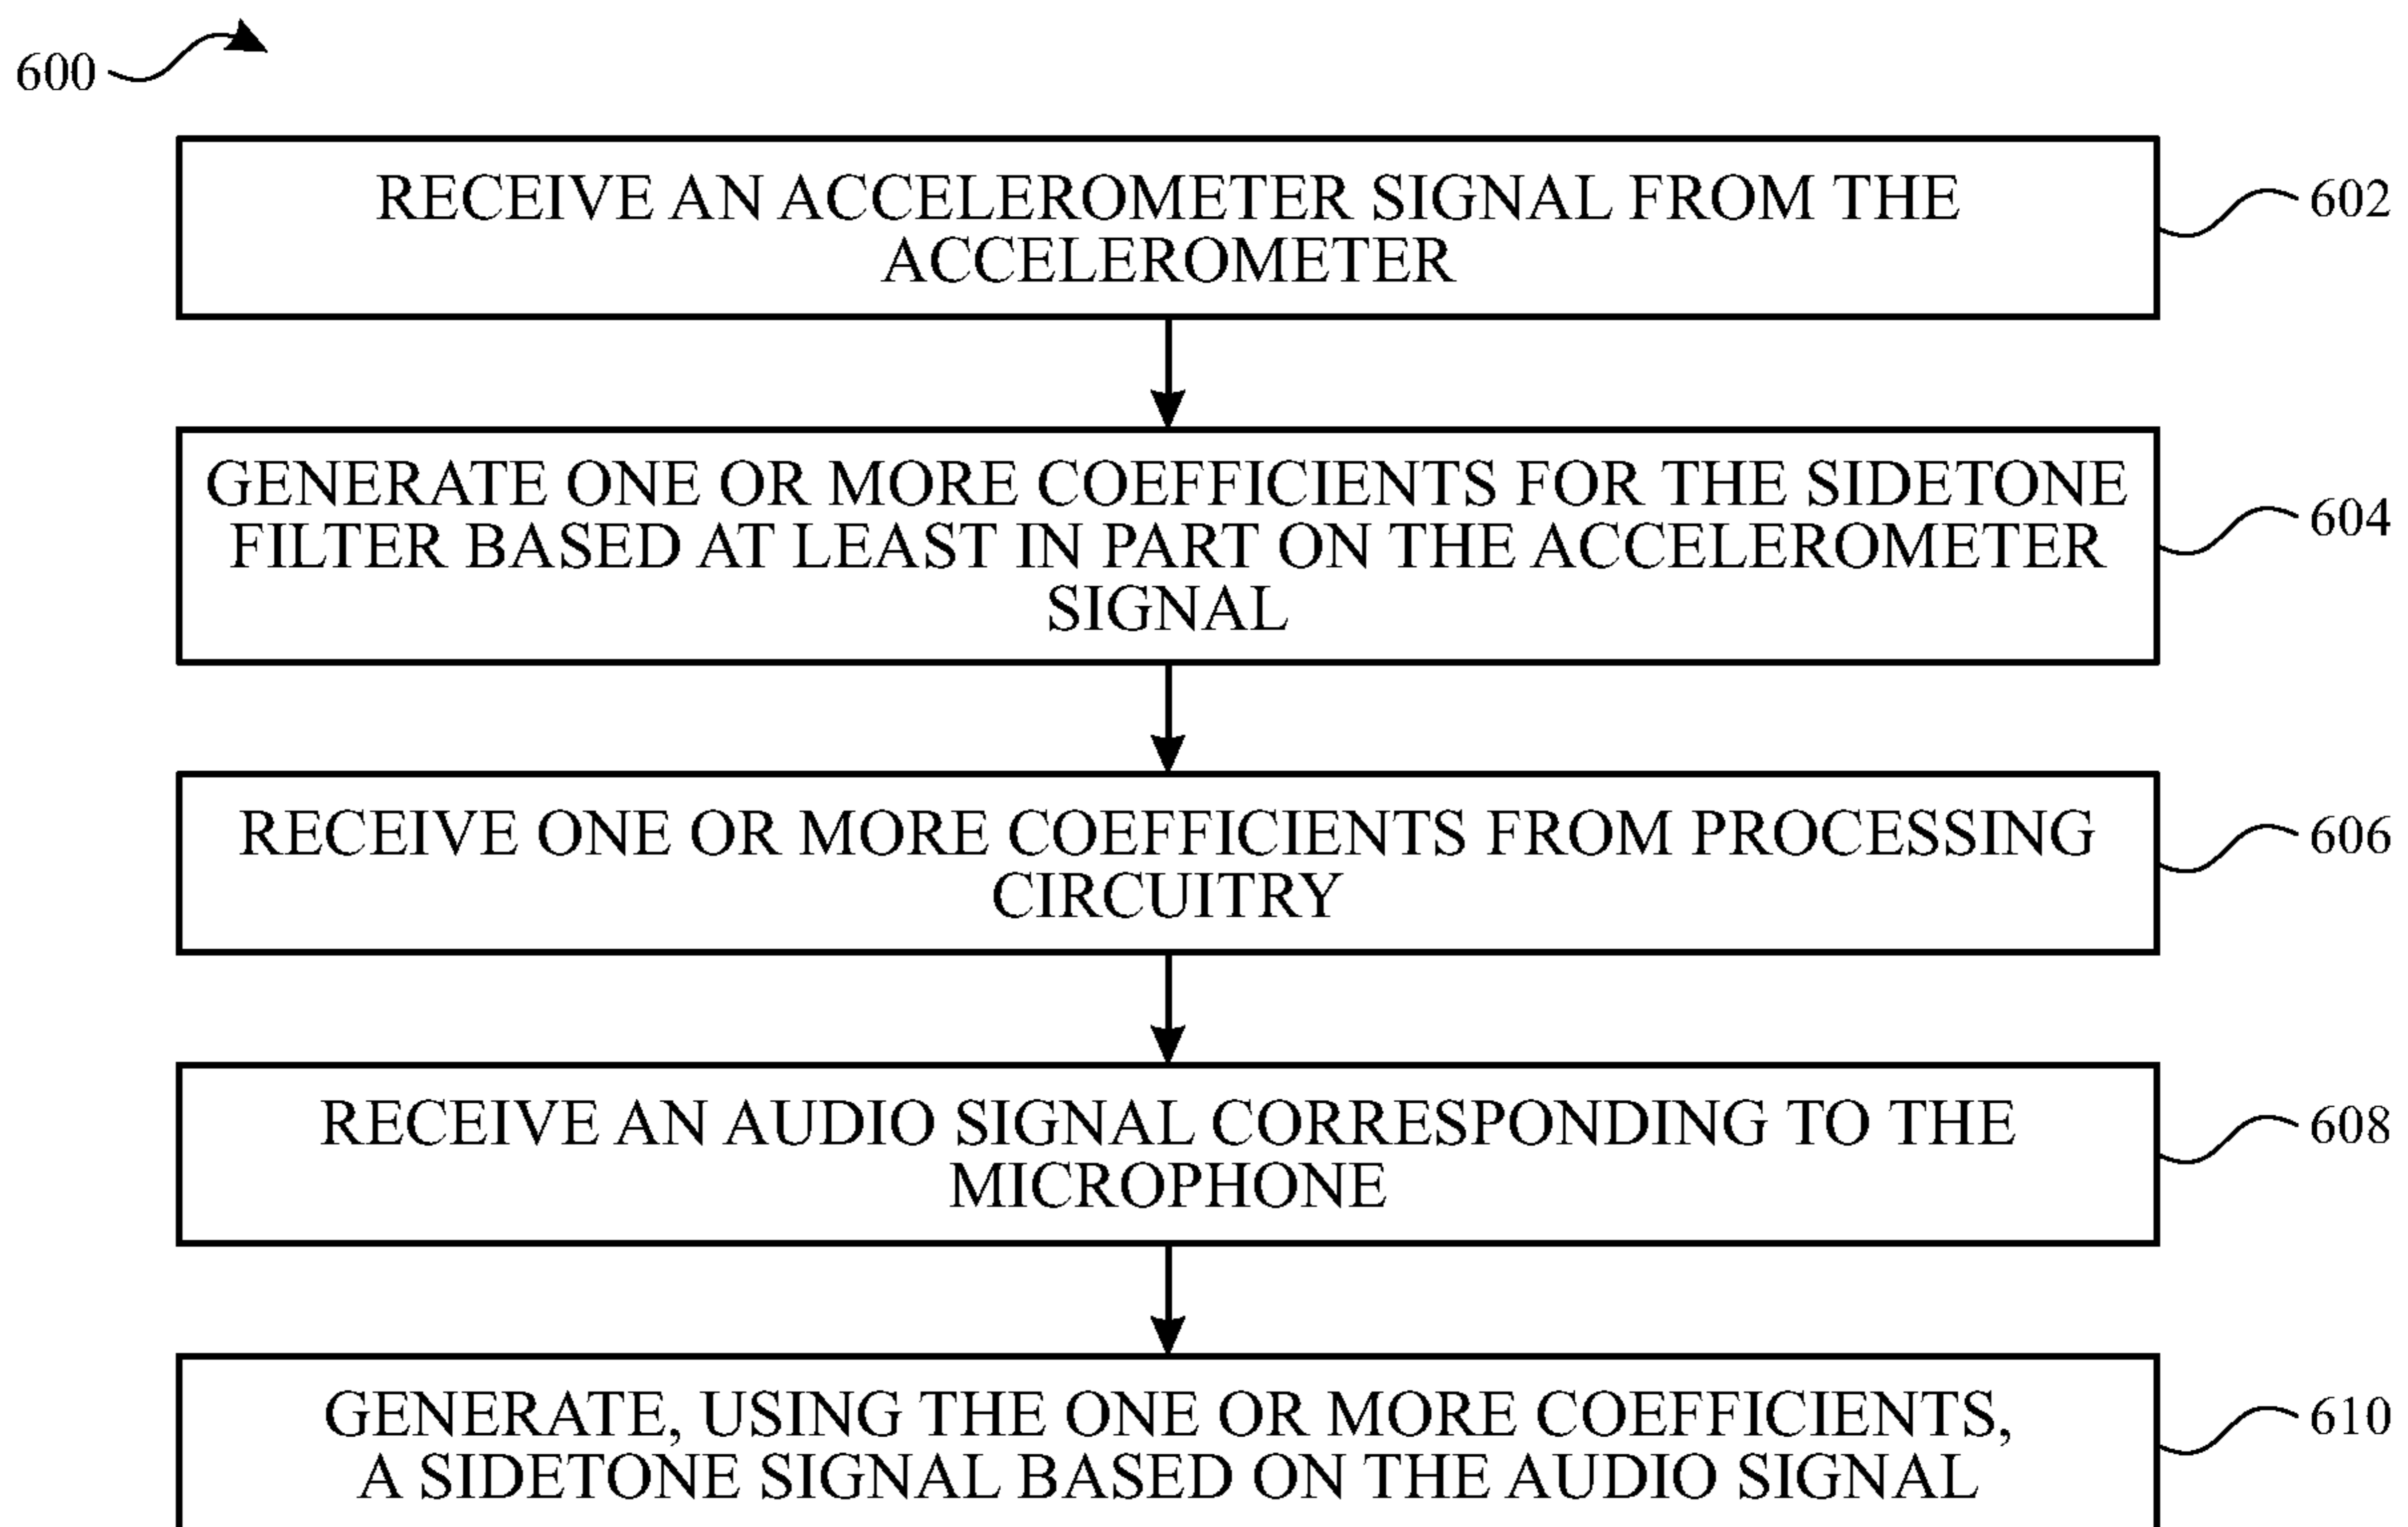 600
RECEIVE AN ACCELEROMETER SIGNAL FROM THE
ACCELEROMETER
602
GENERATE ONE OR MORE COEFFICIENTS FOR THE SIDETONE
FILTER BASED AT LEAST IN PART ON THE ACCELEROMETER
SIGNAL
604
RECEIVE ONE OR MORE COEFFICIENTS FROM PROCESSING
CIRCUITRY
606
RECEIVE AN AUDIO SIGNAL CORRESPONDING TO THE
MICROPHONE
608
GENERATE, USING THE ONE OR MORE COEFFICIENTS,
A SIDETONE SIGNAL BASED ON THE AUDIO SIGNAL
610